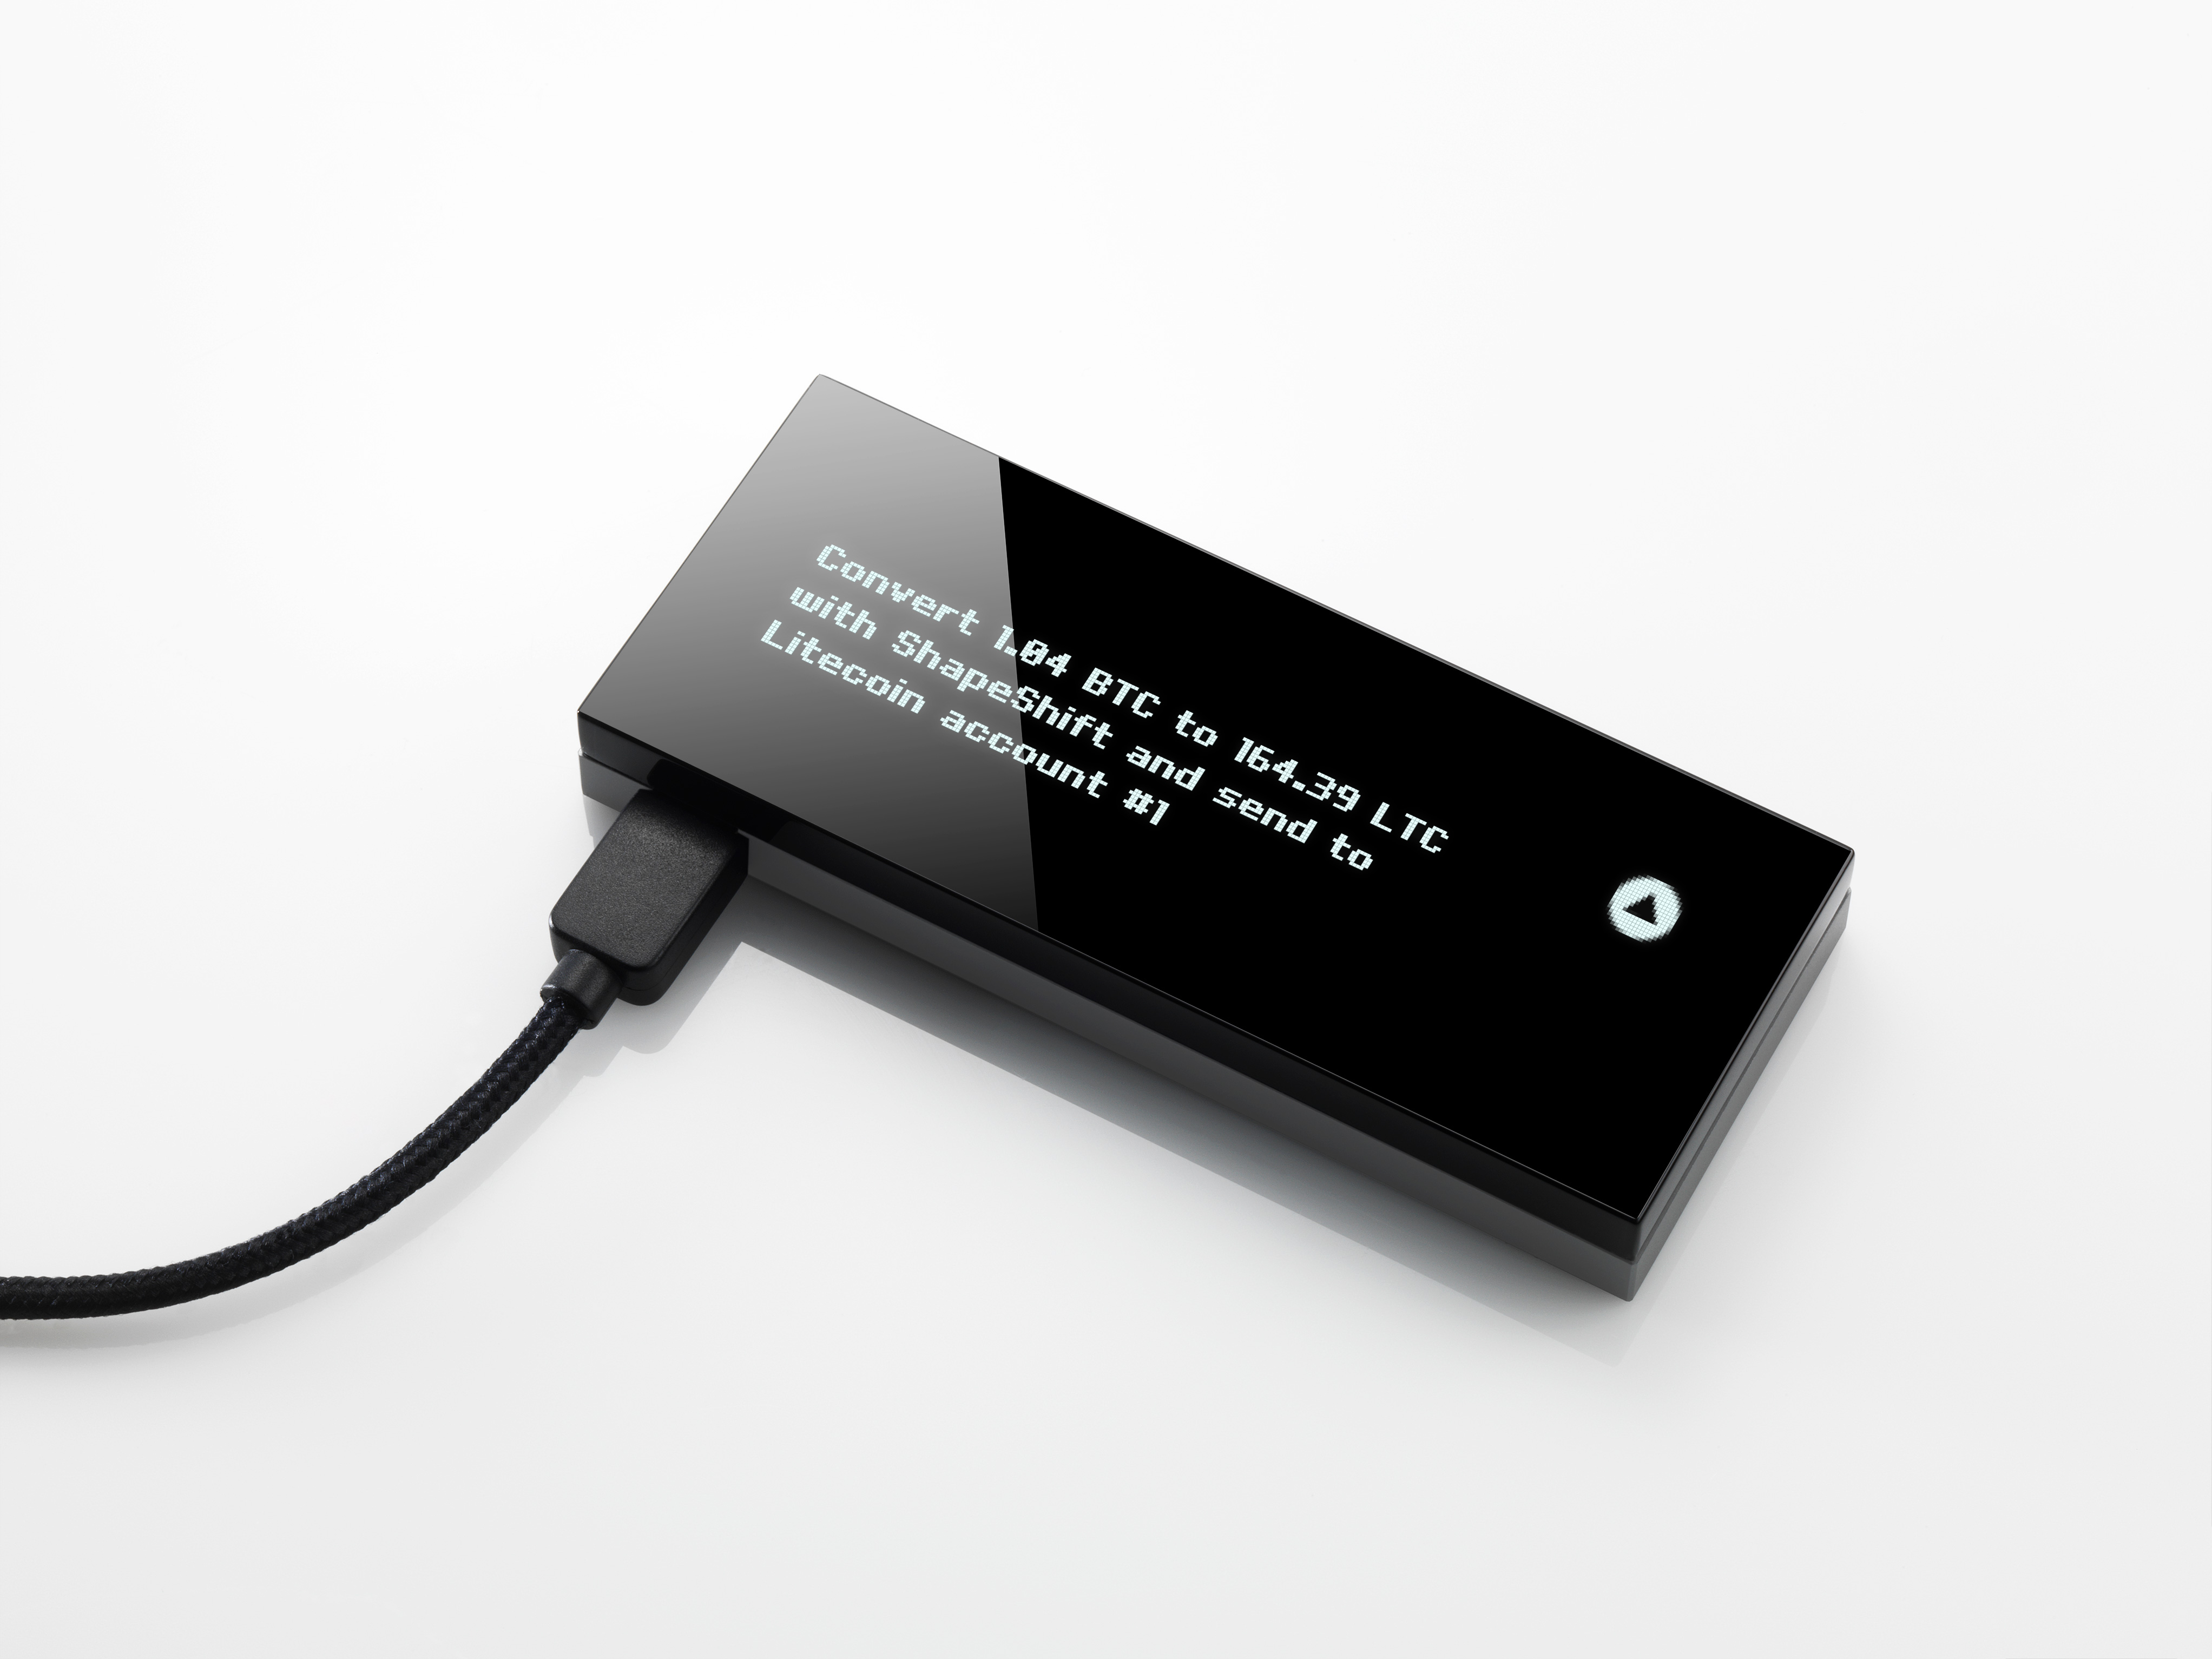 Convert 1.04 BTC to 164.39 LTC
with ShapeShift and send to
Litecoin account #1